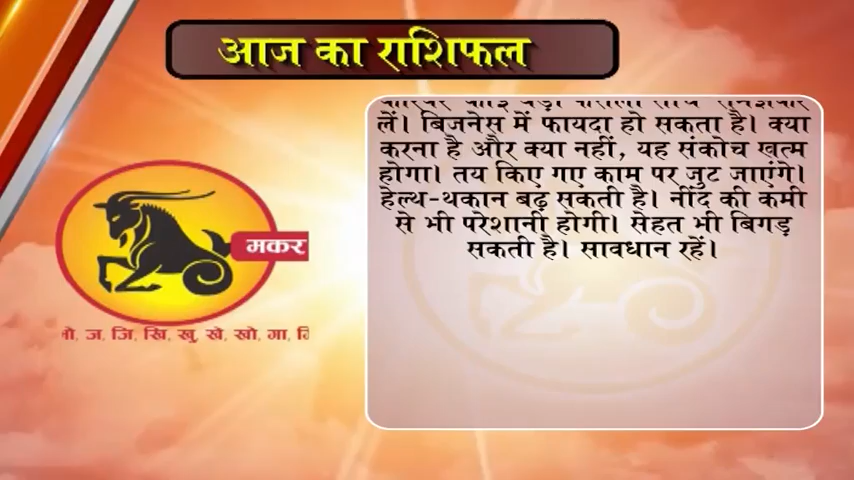 आज का राशिफल
लें। बिजनेस में फायदा हो सकता है। क्या
करना है और क्या नहीं, यह संकोच खत्म
होगा। तय किए गए काम पर जुट जाएंगे।
हेल्थ-थकान बढ़ सकती है। नींद की कमी
से भी परेशानी होगी। सेहत भी बिगड़
सकती है। सावधान रहें।
मकर
ज, जि, खि, खु, खे, खो, गा,